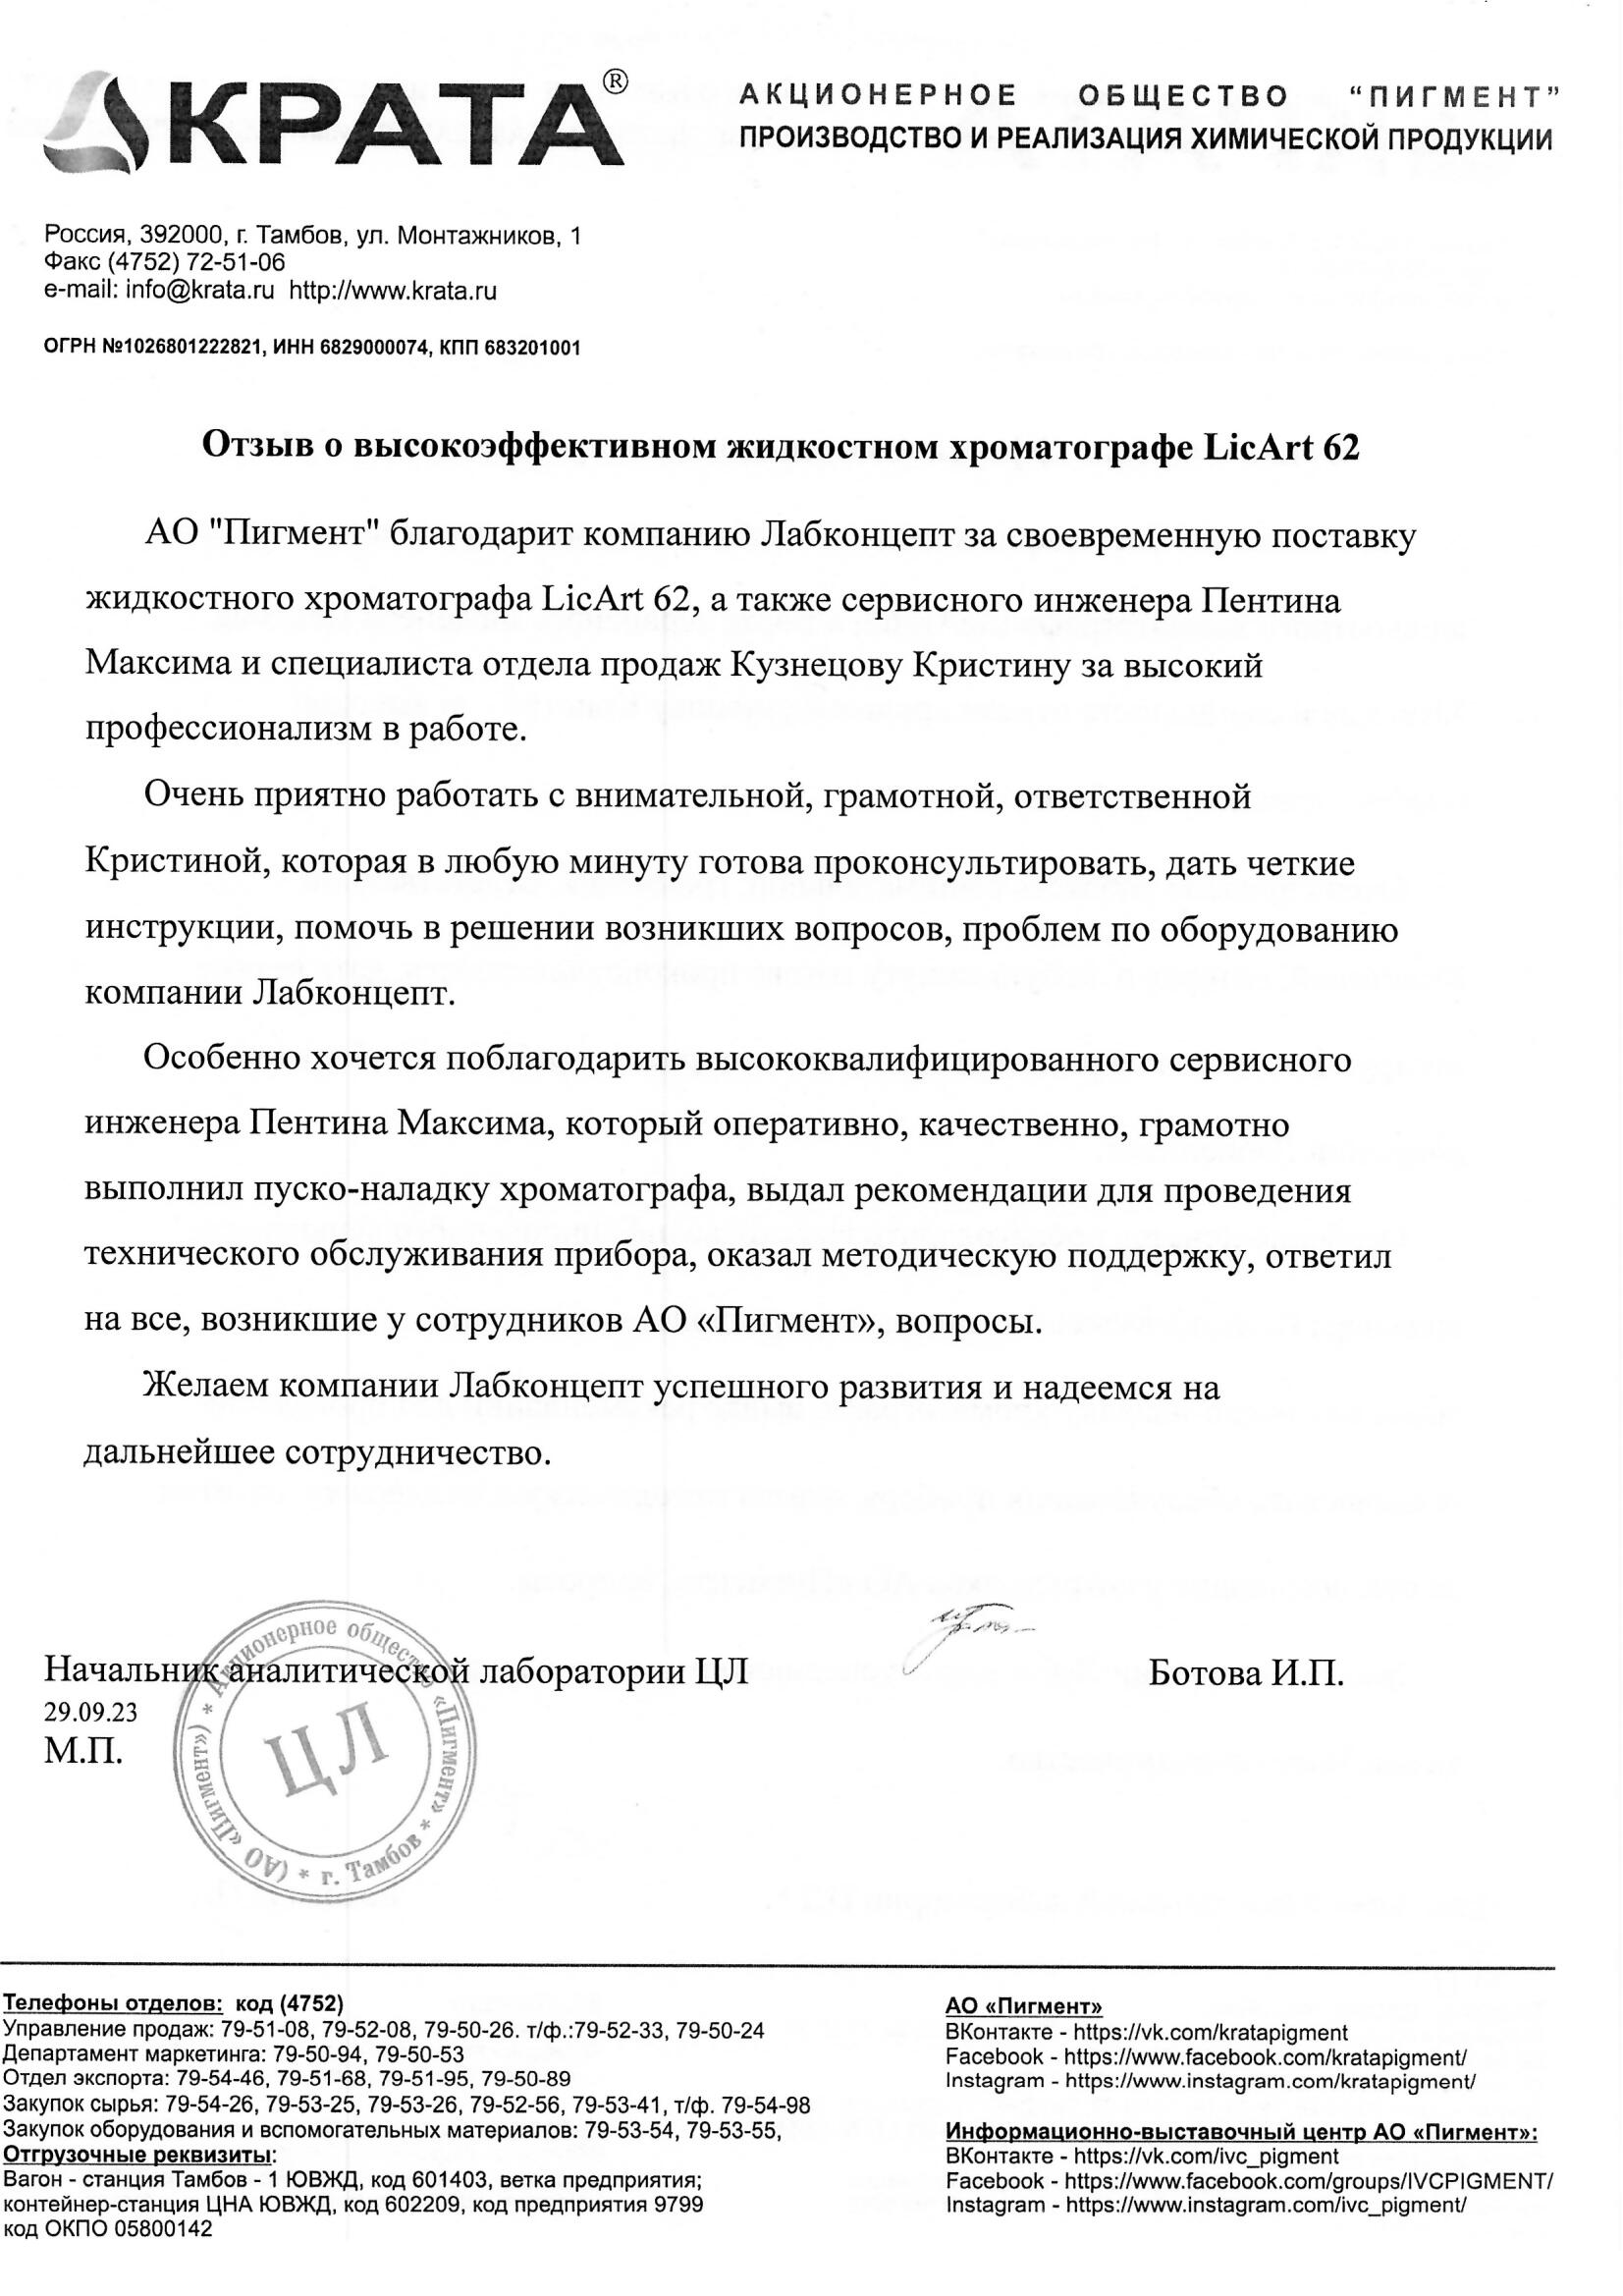 КРАТА®
АКЦИОНЕРНОЕ ОБЩЕСТВО “ПИГМЕНТ”
ПРОИЗВОДСТВО И РЕАЛИЗАЦИЯ ХИМИЧЕСКОЙ ПРОДУКЦИИ
Россия, 392000, г. Тамбов, ул. Монтажников, 1
Факс (4752) 72-51-06
e-mail: info@krata.ru http://www.krata.ru
ОГРН №1026801222821, ИНН 6829000074, КПП 683201001
Отзыв о высокоэффективном жидкостном хроматографе LicArt 62
АО "Пигмент" благодарит компанию Лабконцепт за своевременную поставку
жидкостного хроматографа LicArt 62, а также сервисного инженера Пентина
Максима и специалиста отдела продаж Кузнецову Кристину за высокий
профессионализм в работе.
Очень приятно работать с внимательной, грамотной, ответственной
Кристиной, которая в любую минуту готова проконсультировать, дать четкие
инструкции, помочь в решении возникших вопросов, проблем по оборудованию
компании Лабконцепт.
Особенно хочется поблагодарить высококвалифицированного сервисного
инженера Пентина Максима, который оперативно, качественно, грамотно
выполнил пуско-наладку хроматографа, выдал рекомендации для проведения
технического обслуживания прибора, оказал методическую поддержку, ответил
на все, возникшие у сотрудников АО «Пигмент», вопросы.
Желаем компании Лабконцепт успешного развития и надеемся на
дальнейшее сотрудничество.
Начальник аналитической лаборатории ЦЛ
Ботова И.П.
29.09.23
М.П.
* Акционерное общество «Пигмент» * г. Тамбов * (АО «Пигмент»)
ЦЛ
Телефоны отделов: код (4752)
Управление продаж: 79-51-08, 79-52-08, 79-50-26. т/ф.:79-52-33, 79-50-24
Департамент маркетинга: 79-50-94, 79-50-53
Отдел экспорта: 79-54-46, 79-51-68, 79-51-95, 79-50-89
Закупок сырья: 79-54-26, 79-53-25, 79-53-26, 79-52-56, 79-53-41, т/ф. 79-54-98
Закупок оборудования и вспомогательных материалов: 79-53-54, 79-53-55,
Отгрузочные реквизиты:
Вагон - станция Тамбов - 1 ЮВЖД, код 601403, ветка предприятия;
контейнер-станция ЦНА ЮВЖД, код 602209, код предприятия 9799
код ОКПО 05800142
АО «Пигмент»
ВКонтакте - https://vk.com/kratapigment
Facebook - https://www.facebook.com/kratapigment/
Instagram - https://www.instagram.com/kratapigment/
Информационно-выставочный центр АО «Пигмент»:
ВКонтакте - https://vk.com/ivc_pigment
Facebook - https://www.facebook.com/groups/IVCPIGMENT/
Instagram - https://www.instagram.com/ivc_pigment/